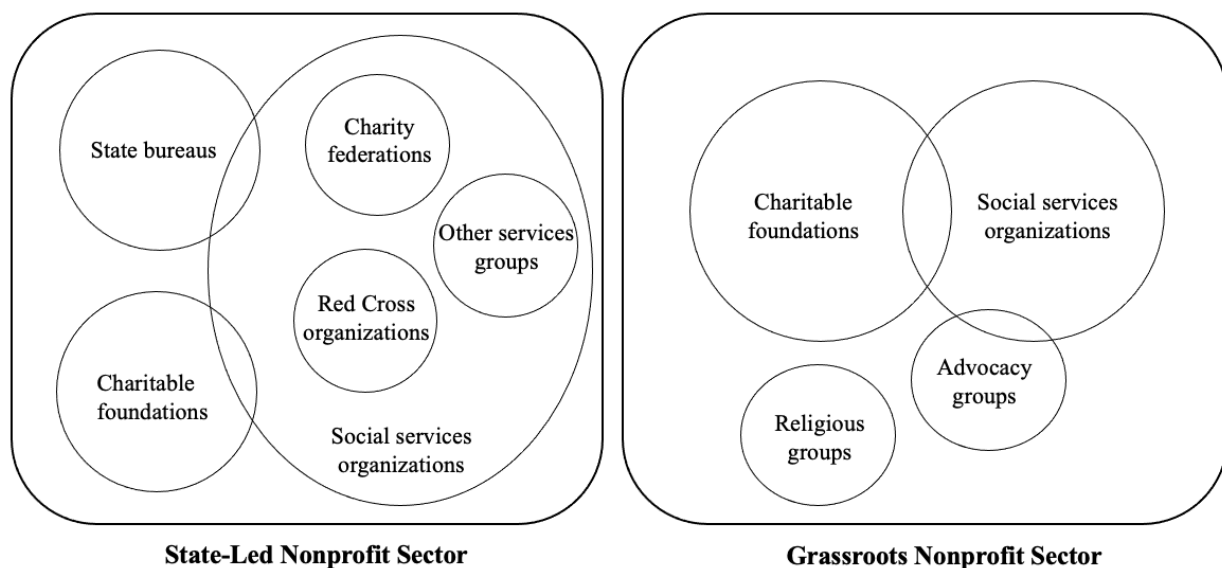 State bureaus
Charity
federations
Other services
groups
Red Cross
organizations
Charitable
foundations
Social services
organizations
State-Led Nonprofit Sector
Charitable
foundations
Social services
organizations
Advocacy
groups
Religious
groups
Grassroots Nonprofit Sector